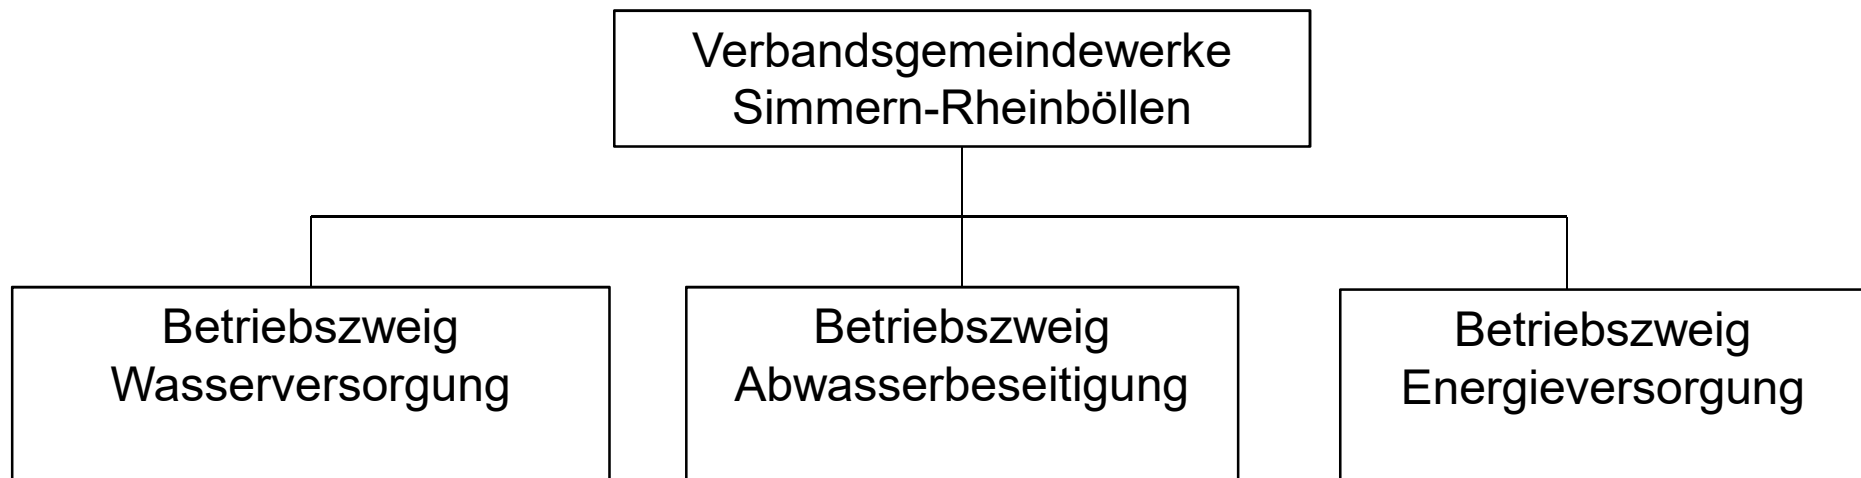 Verbandsgemeindewerke
Simmern-Rheinböllen
Betriebszweig
Wasserversorgung
Betriebszweig
Abwasserbeseitigung
Betriebszweig
Energieversorgung